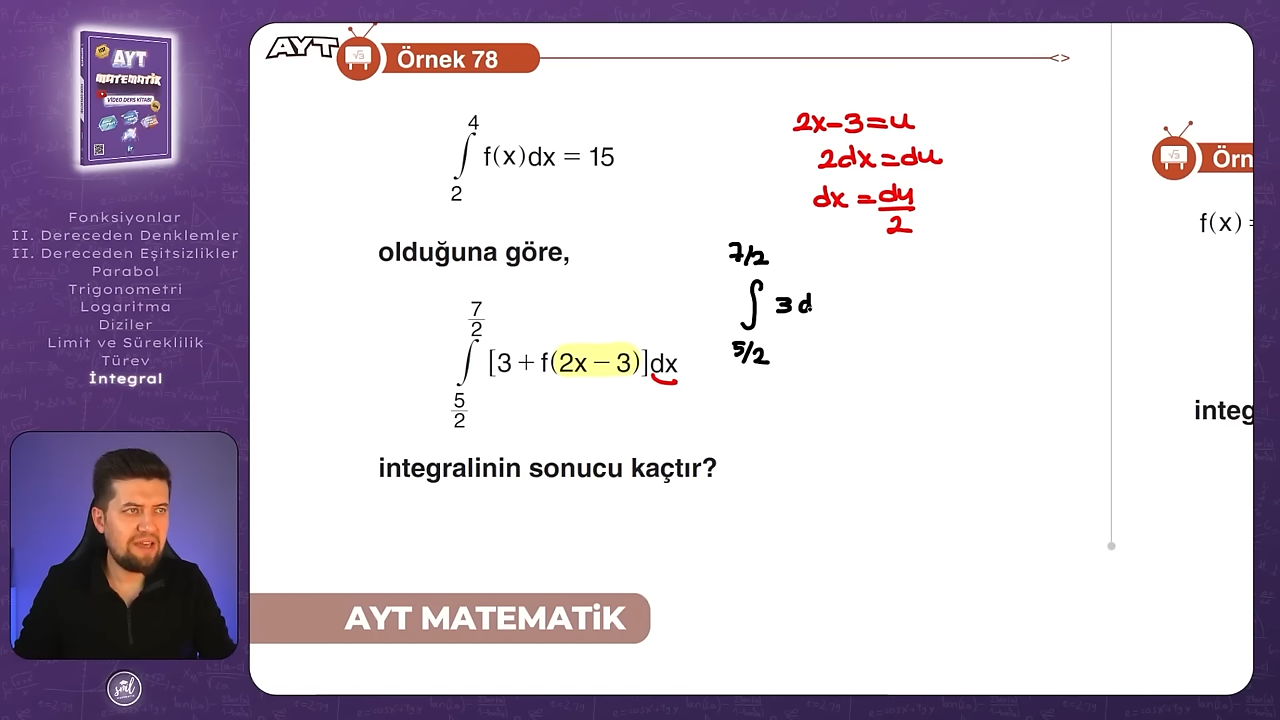 AYT
MATEMATİK
VİDEO DERS KİTABI
Fonksiyonlar
II. Dereceden Denklemler
II. Dereceden Eşitsizlikler
Parabol
Trigonometri
Logaritma
Diziler
Limit ve Süreklilik
Türev
İntegral
sml
AYT
√3
Örnek 78
4
∫ f(x)dx = 15
2
olduğuna göre,
7/2
∫ [3 + f(2x − 3)]dx
5/2
integralinin sonucu kaçtır?
2x-3=u
2dx=du
dx = du/2
7/2
∫ 3d
5/2
AYT MATEMATİK
√3
Örn
f(x) =
integ